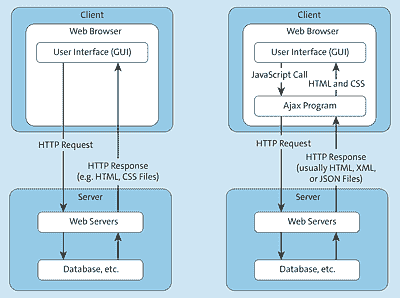 Client
Web Browser
User Interface (GUI)
HTTP Request
HTTP Response
(e.g. HTML, CSS Files)
Server
Web Servers
Database, etc.
Client
Web Browser
User Interface (GUI)
JavaScript Call
HTML and CSS
Ajax Program
HTTP Request
HTTP Response
(usually HTML, XML,
or JSON Files)
Server
Web Servers
Database, etc.